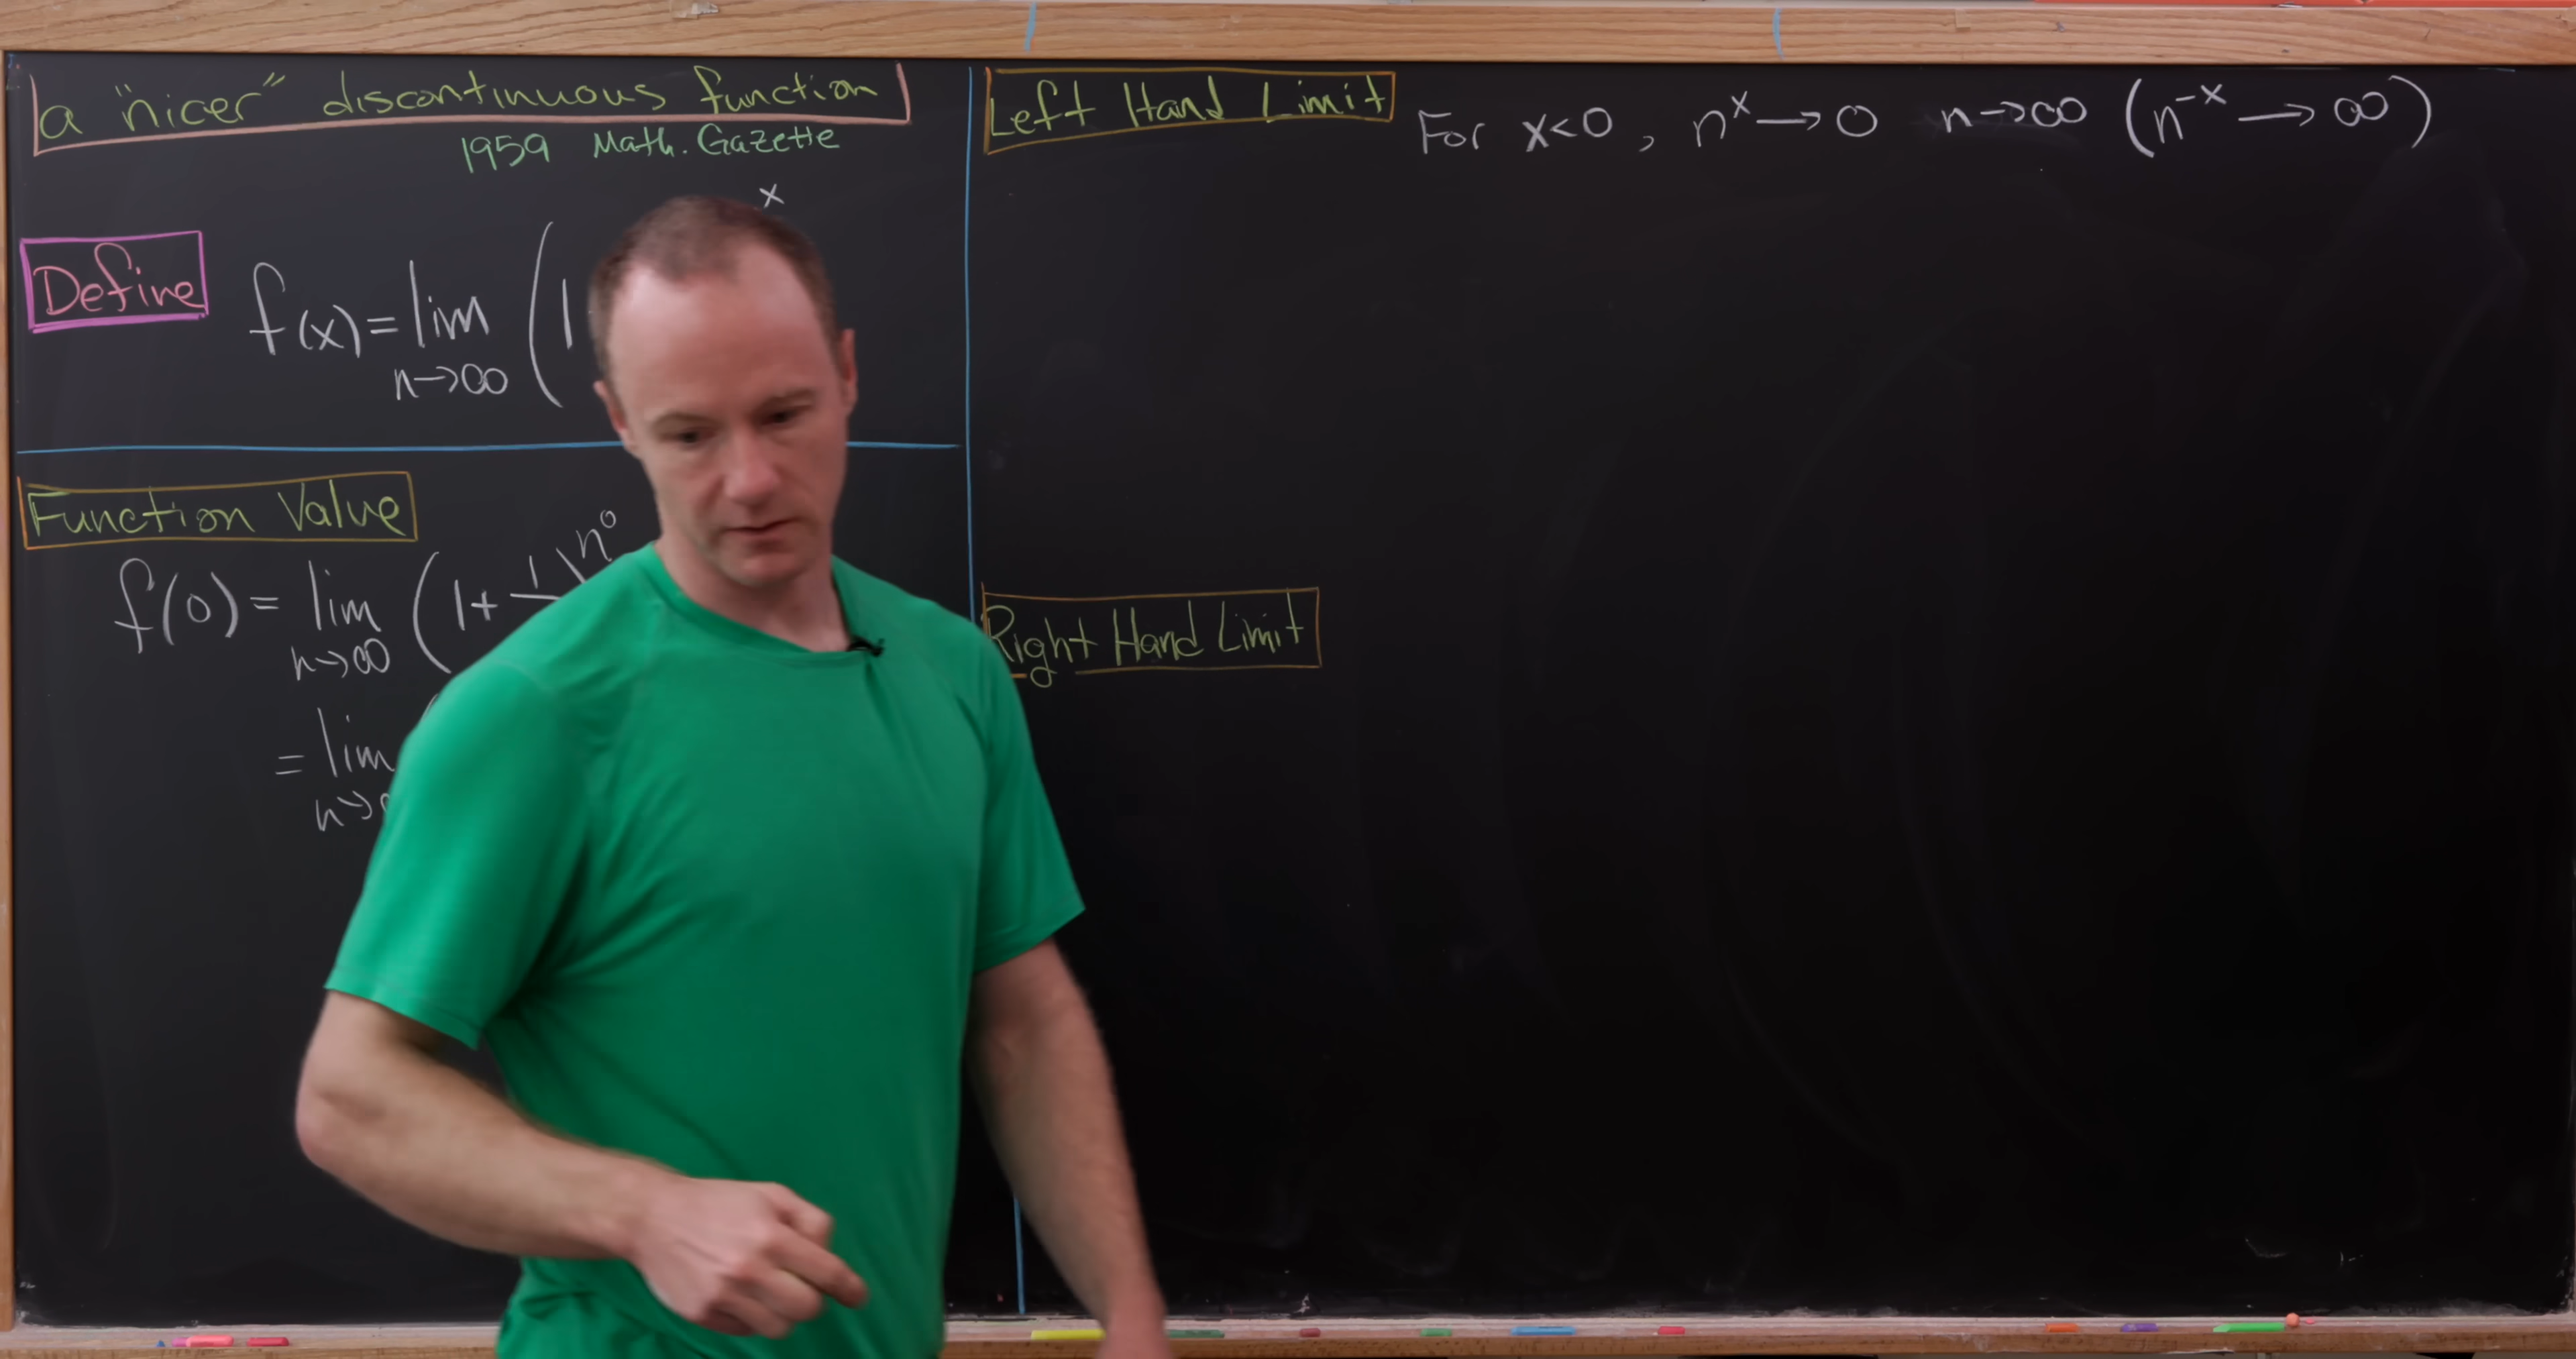 a "nicer" discontinuous function
1959 Math. Gazette
Define
f(x) = lim (1 x
n→∞
Function Value
f(0) = lim (1 + 1 ) n^0
n→∞
= lim
n→
Left Hand Limit
For x<0, n^x → 0 n→∞ (n^-x → ∞)
Right Hand Limit